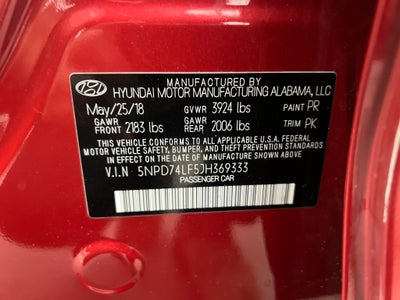 MANUFACTURED BY
HYUNDAI MOTOR MANUFACTURING ALABAMA, LLC
May/25/18 GVWR 3924 lbs PAINT PR
GAWR FRONT 2183 lbs GAWR REAR 2006 lbs TRIM PK
THIS VEHICLE CONFORMS TO ALL APPLICABLE U.S.A. FEDERAL
MOTOR VEHICLE SAFETY, BUMPER, AND THEFT PREVENTION STANDARDS
IN EFFECT ON THE DATE OF MANUFACTURE SHOWN ABOVE.
V.I.N 5NPD74LF5JH369333
PASSENGER CAR